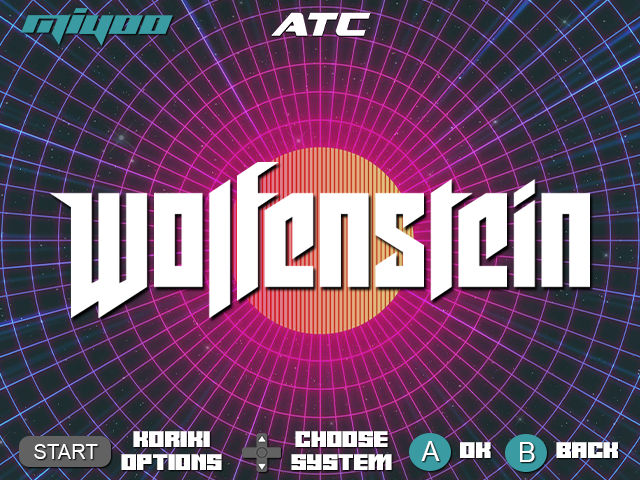 miyoo
ATC
Wolfenstein
START
KORIKI
OPTIONS
CHOOSE
SYSTEM
A
OK
B
BACK